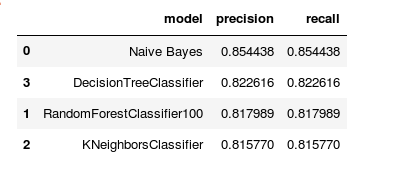 model precision recall
0 Naive Bayes 0.854438 0.854438
3 DecisionTreeClassifier 0.822616 0.822616
1 RandomForestClassifier100 0.817989 0.817989
2 KNeighborsClassifier 0.815770 0.815770